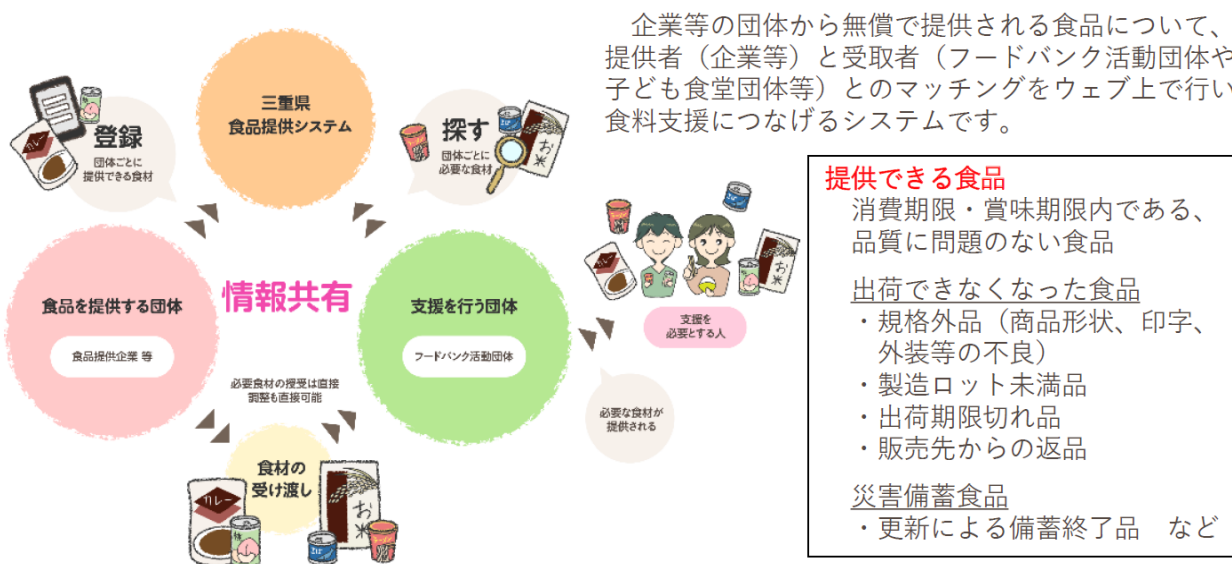 企業等の団体から無償で提供される食品について、
提供者（企業等）と受取者（フードバンク活動団体や
子ども食堂団体等）とのマッチングをウェブ上で行い
食料支援につなげるシステムです。
三重県
食品提供システム
登録
団体ごとに
提供できる食材
カレー
探す
団体ごとに
必要な食材
お米
食品を提供する団体
食品提供企業 等
情報共有
支援を行う団体
フードバンク活動団体
必要食材の授受は直接
調整も直接可能
食材の
受け渡し
カレー
桃
お米
さば
ラーメン
お米
支援を
必要とする人
必要な食材が
提供される
提供できる食品
消費期限・賞味期限内である、
品質に問題のない食品
出荷できなくなった食品
・規格外品（商品形状、印字、
外装等の不良）
・製造ロット未満品
・出荷期限切れ品
・販売先からの返品
災害備蓄食品
・更新による備蓄終了品　など